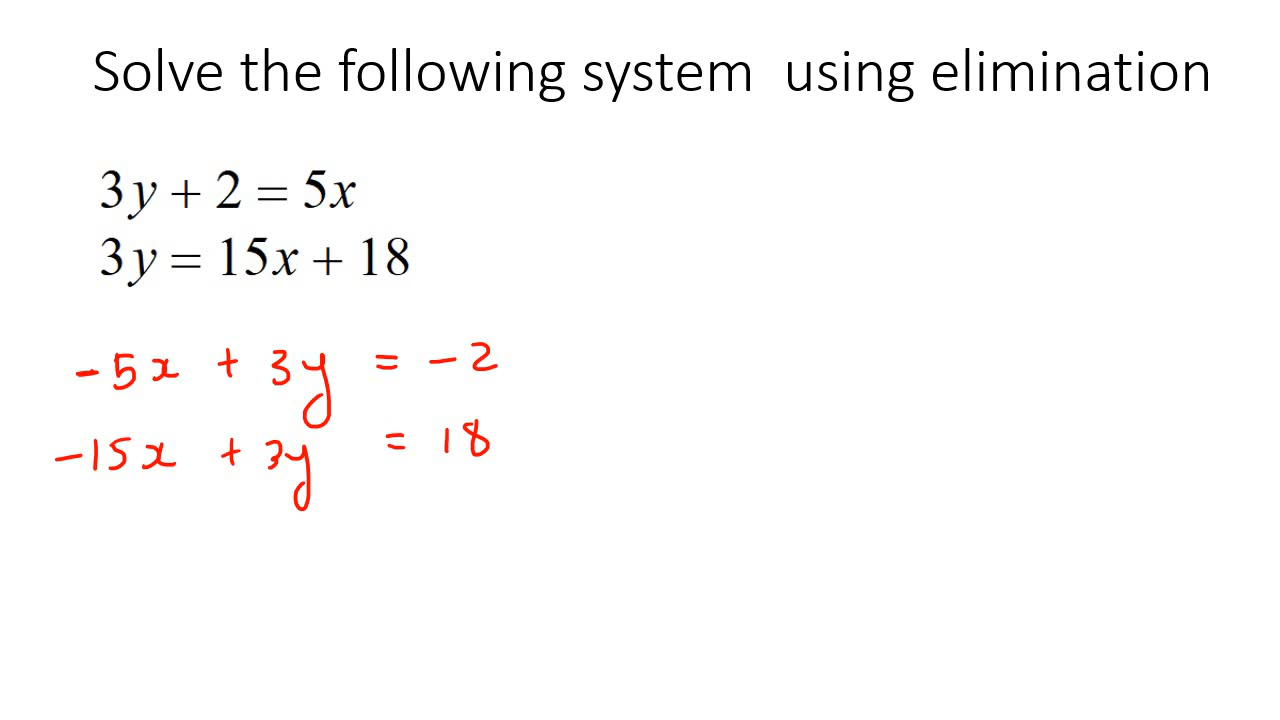 Solve the following system using elimination
3y + 2 = 5x
3y = 15x + 18
-5x + 3y = -2
-15x + 3y = 18